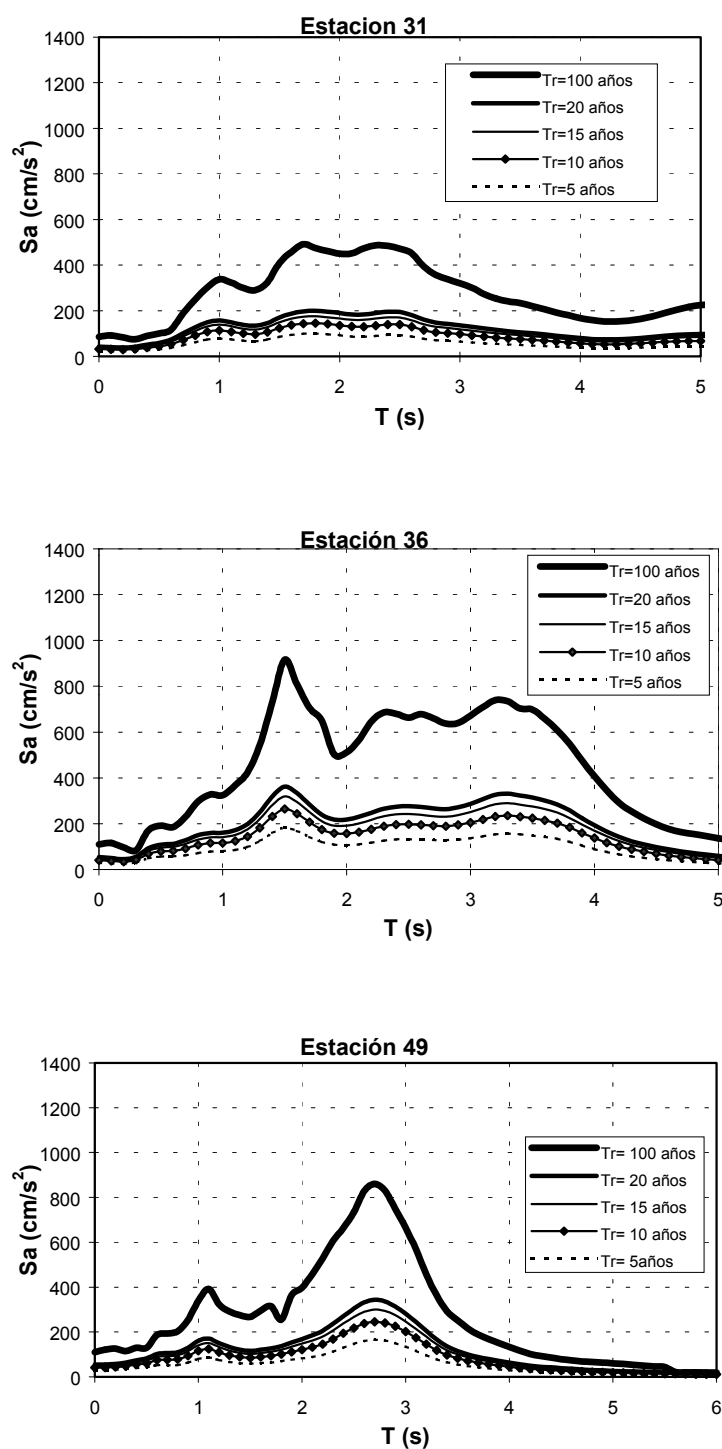 Estacion 31
1400
1200
1000
800
600
400
200
0
Sa (cm/s²)
Tr=100 años
Tr=20 años
Tr=15 años
Tr=10 años
Tr=5 años
0 1 2 3 4 5
T (s)
Estación 36
1400
1200
1000
800
600
400
200
0
Sa (cm/s²)
Tr=100 años
Tr=20 años
Tr=15 años
Tr=10 años
Tr=5 años
0 1 2 3 4 5
T (s)
Estación 49
1400
1200
1000
800
600
400
200
0
Sa (cm/s²)
Tr= 100 años
Tr= 20 años
Tr= 15 años
Tr= 10 años
Tr= 5años
0 1 2 3 4 5 6
T (s)